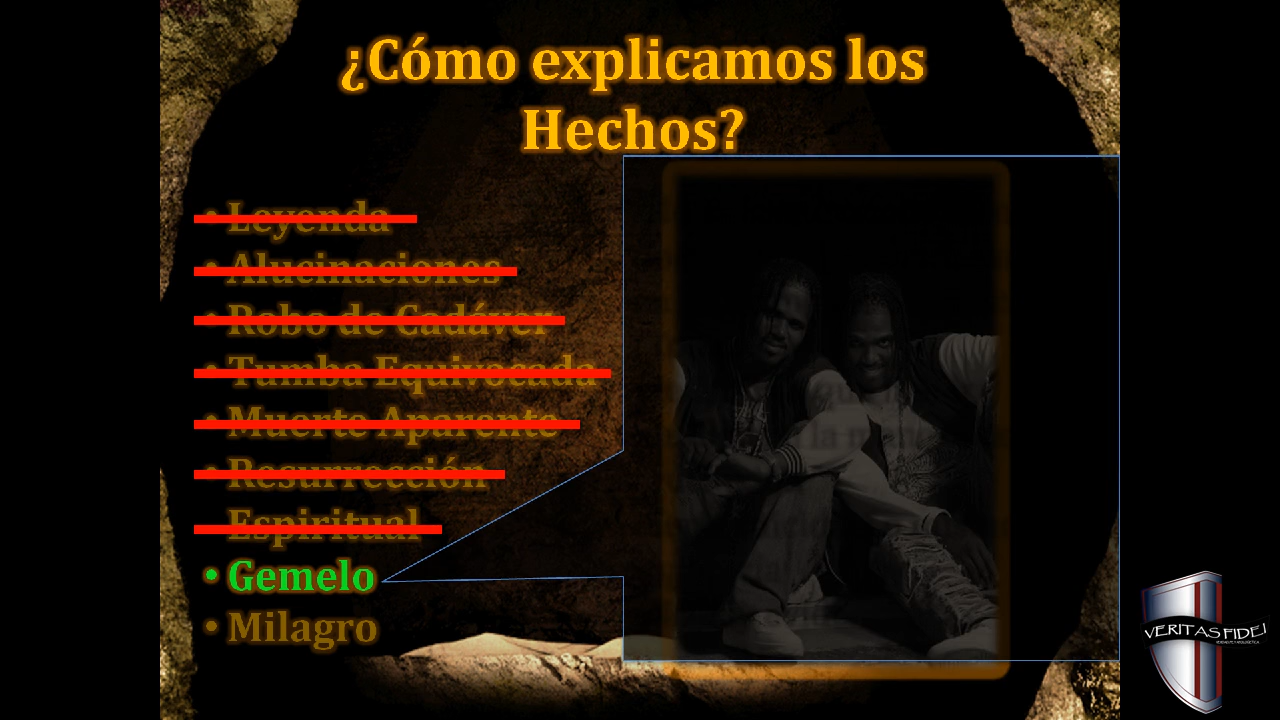 ¿Cómo explicamos los
Hechos?
• Leyenda
• Alucinaciones
• Robo de Cadáver
• Tumba Equivocada
• Muerte Aparente
• Resurrección
Espiritual
• Gemelo
• Milagro
VERITAS FIDEI